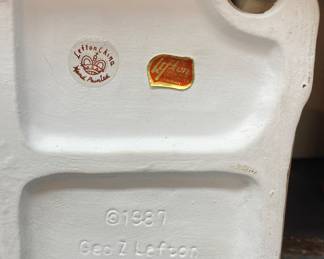 Lefton China
Hand Painted
Lefton
©1987
Geo Z Lefton